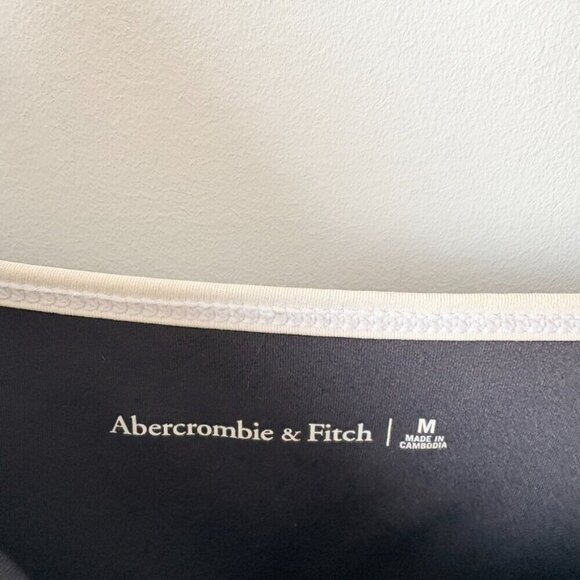 Abercrombie & Fitch | M
MADE IN
CAMBODIA